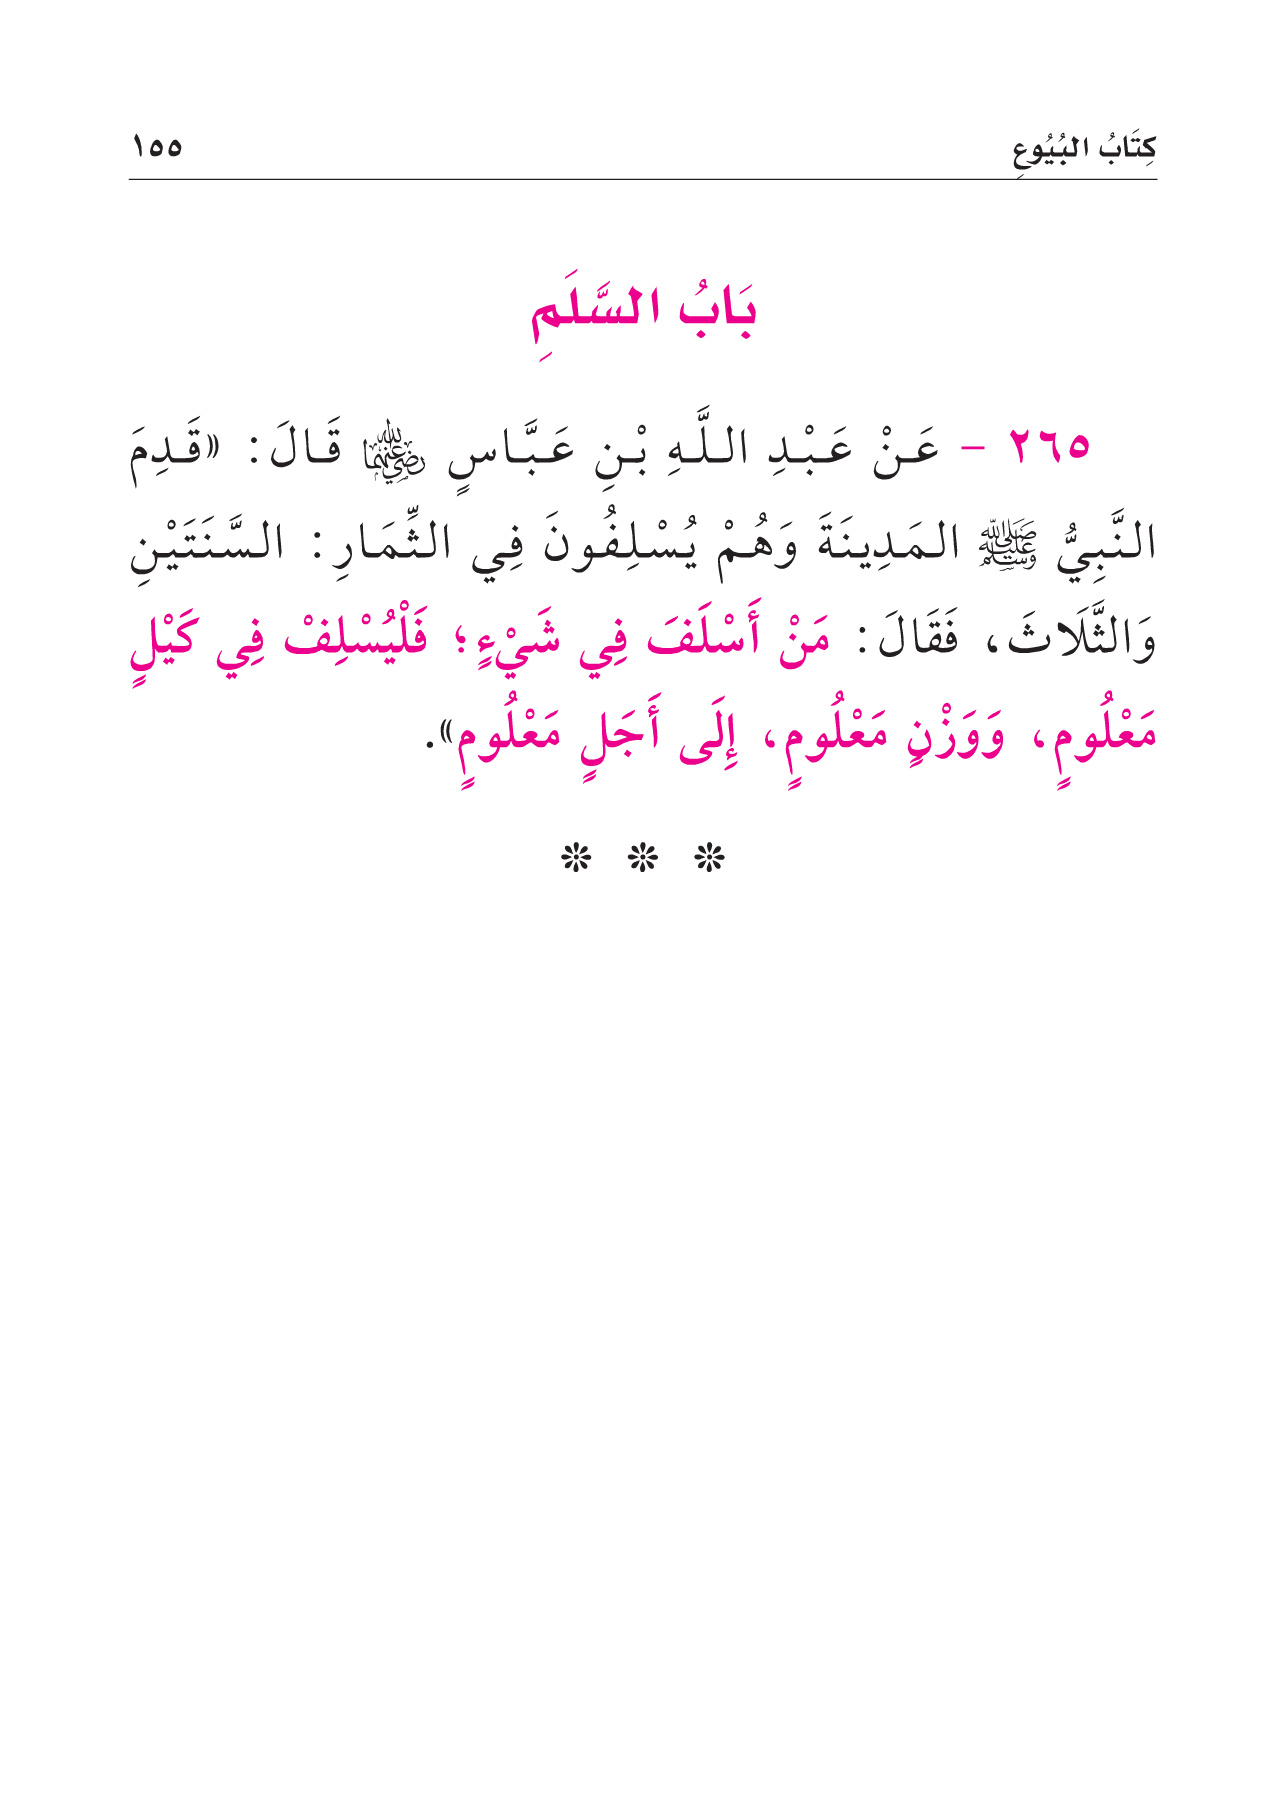 كِتَابُ البُيُوعِ ١٥٥
بَابُ السَّلَمِ
٢٦٥ - عَنْ عَبْدِ اللَّهِ بْنِ عَبَّاسٍ رضي الله عنهما قَالَ: «قَدِمَ
النَّبِيُّ ﷺ المَدِينَةَ وَهُمْ يُسْلِفُونَ فِي الثِّمَارِ: السَّنَتَيْنِ
وَالثَّلَاثَ، فَقَالَ: مَنْ أَسْلَفَ فِي شَيْءٍ؛ فَلْيُسْلِفْ فِي كَيْلٍ
مَعْلُومٍ، وَوَزْنٍ مَعْلُومٍ، إِلَى أَجَلٍ مَعْلُومٍ».